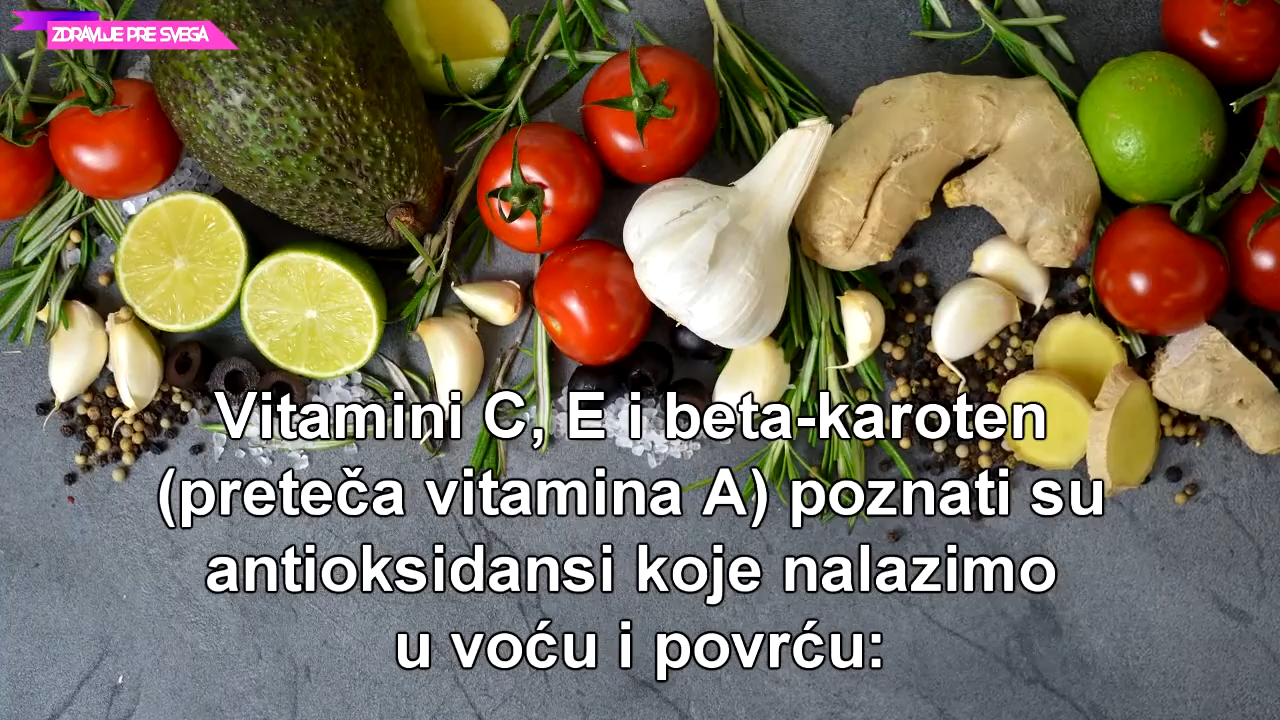 ZDRAVLJE PRE SVEGA
Vitamini C, E i beta-karoten
(preteča vitamina A) poznati su
antioksidansi koje nalazimo
u voću i povrću: